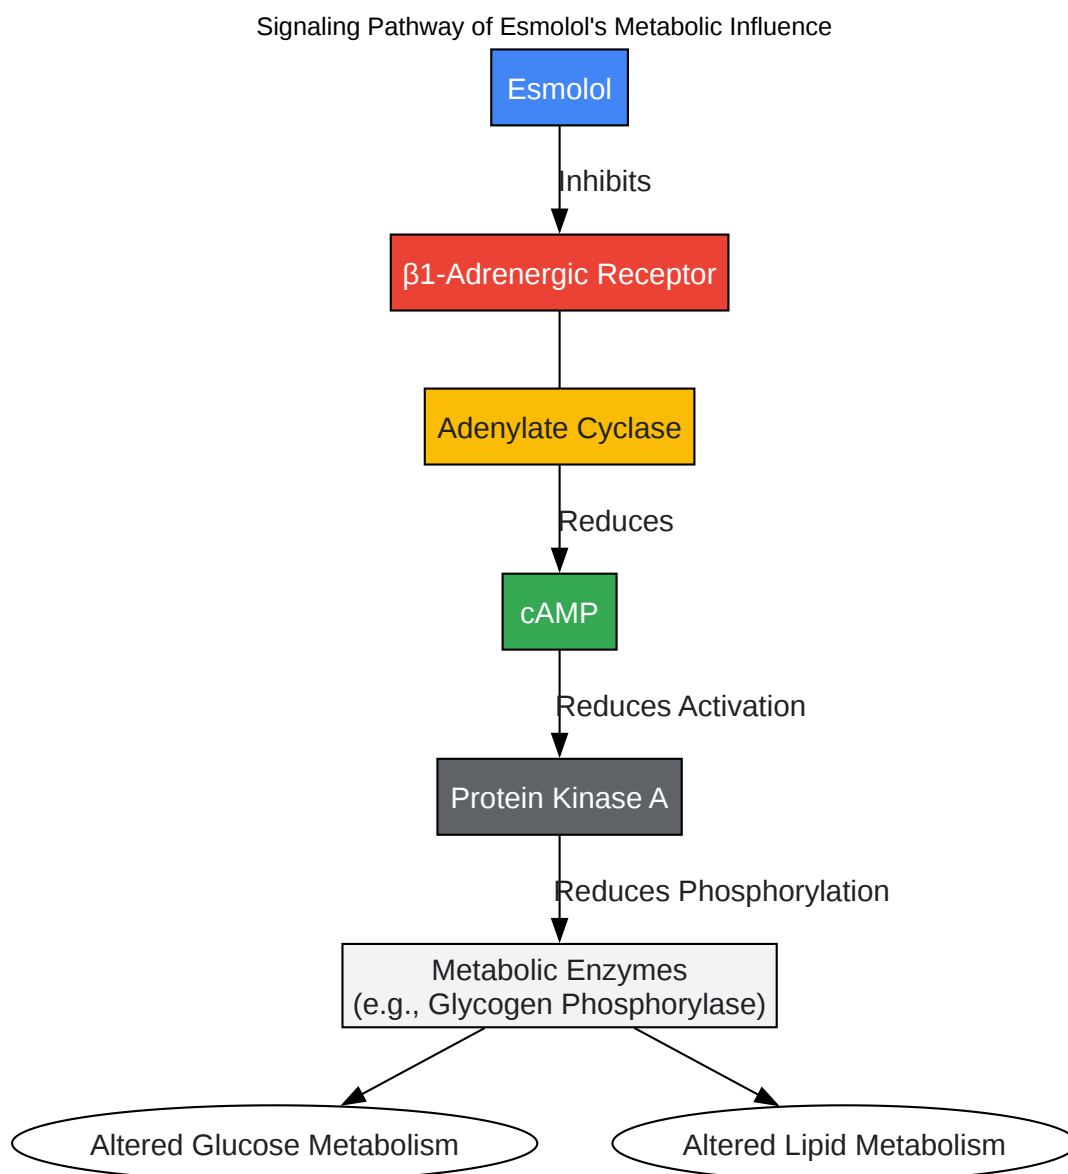 Signaling Pathway of Esmolol's Metabolic Influence
Esmolol
Inhibits
β1-Adrenergic Receptor
Adenylate Cyclase
Reduces
cAMP
Reduces Activation
Protein Kinase A
Reduces Phosphorylation
Metabolic Enzymes
(e.g., Glycogen Phosphorylase)
Altered Glucose Metabolism
Altered Lipid Metabolism